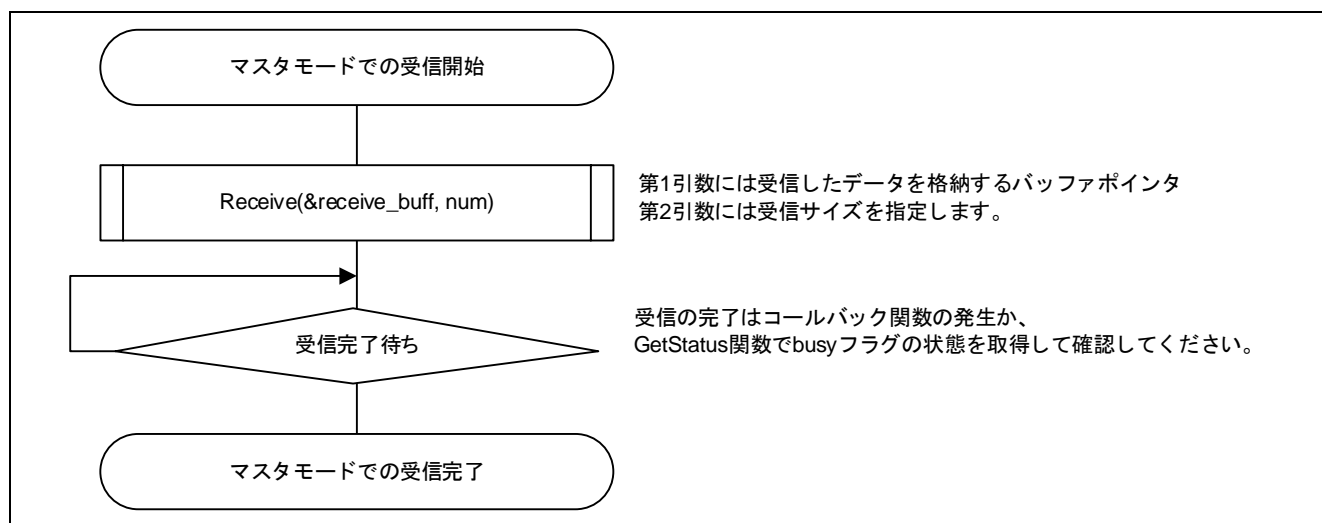 マスタモードでの受信開始
Receive(&receive_buff, num)
第1引数には受信したデータを格納するバッファポインタ
第2引数には受信サイズを指定します。
受信完了待ち
受信の完了はコールバック関数の発生か、
GetStatus関数でbusyフラグの状態を取得して確認してください。
マスタモードでの受信完了